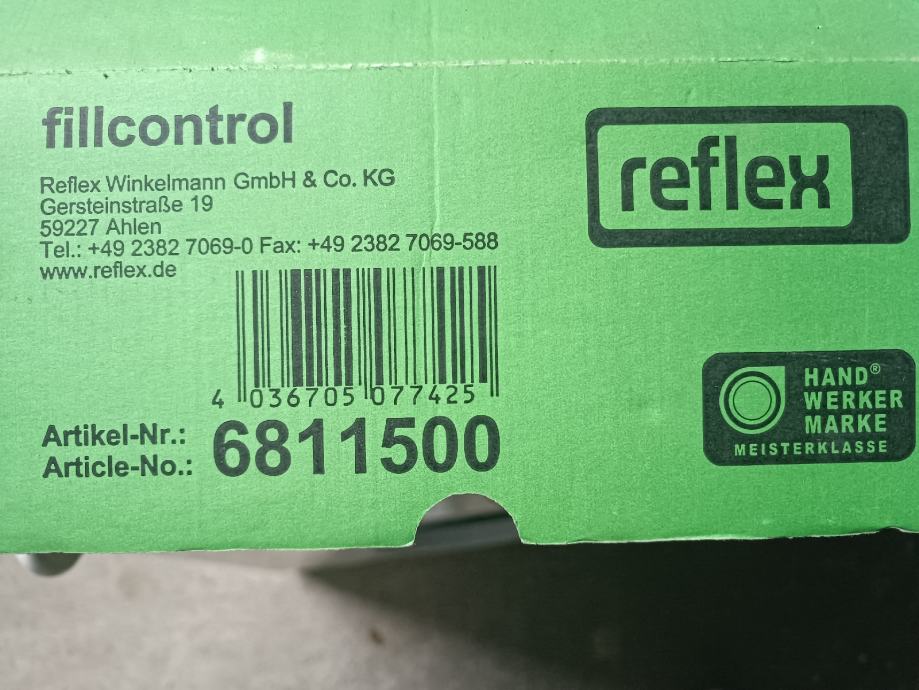 fillcontrol
Reflex Winkelmann GmbH & Co. KG
Gersteinstraße 19
59227 Ahlen
Tel.: +49 2382 7069-0 Fax: +49 2382 7069-588
www.reflex.de
4 036705 077425
Artikel-Nr.:
Article-No.: 6811500
reflex
HAND®
WERKER
MARKE
MEISTERKLASSE